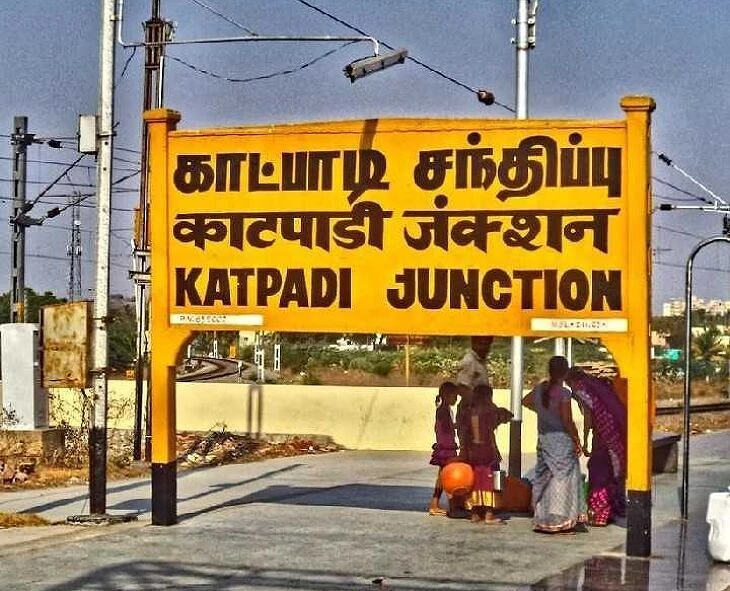 காட்பாடி சந்திப்பு
काटपाडी जंक्शन
KATPADI JUNCTION